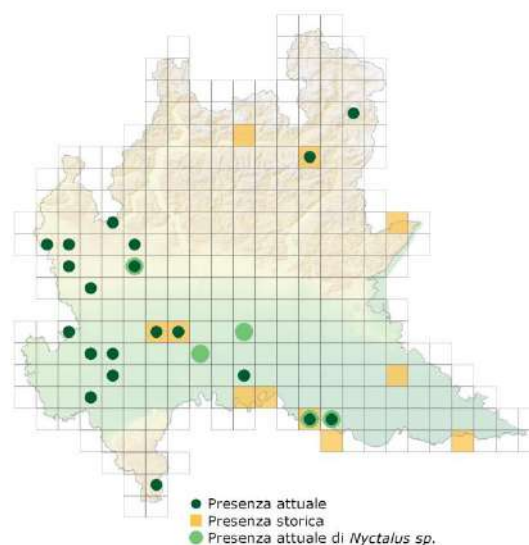 Presenza attuale
Presenza storica
Presenza attuale di Nyctalus sp.